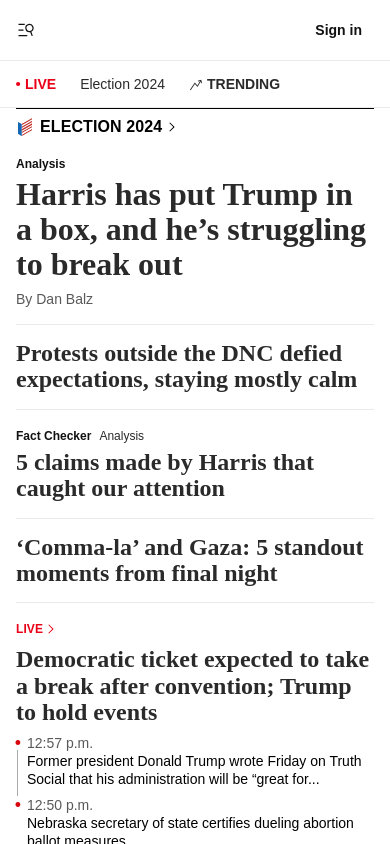 Sign in
LIVE Election 2024 TRENDING
ELECTION 2024
Analysis
Harris has put Trump in
a box, and he’s struggling
to break out
By Dan Balz
Protests outside the DNC defied
expectations, staying mostly calm
Fact Checker Analysis
5 claims made by Harris that
caught our attention
‘Comma-la’ and Gaza: 5 standout
moments from final night
LIVE
Democratic ticket expected to take
a break after convention; Trump
to hold events
12:57 p.m.
Former president Donald Trump wrote Friday on Truth
Social that his administration will be “great for...
12:50 p.m.
Nebraska secretary of state certifies dueling abortion
ballot measures